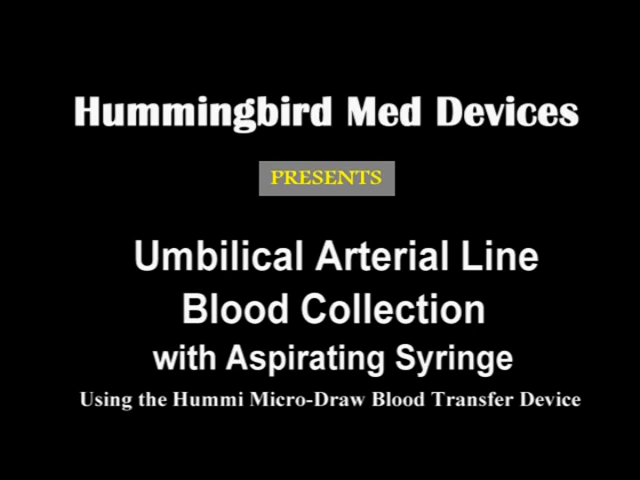 Hummingbird Med Devices
PRESENTS
Umbilical Arterial Line
Blood Collection
with Aspirating Syringe
Using the Hummi Micro-Draw Blood Transfer Device